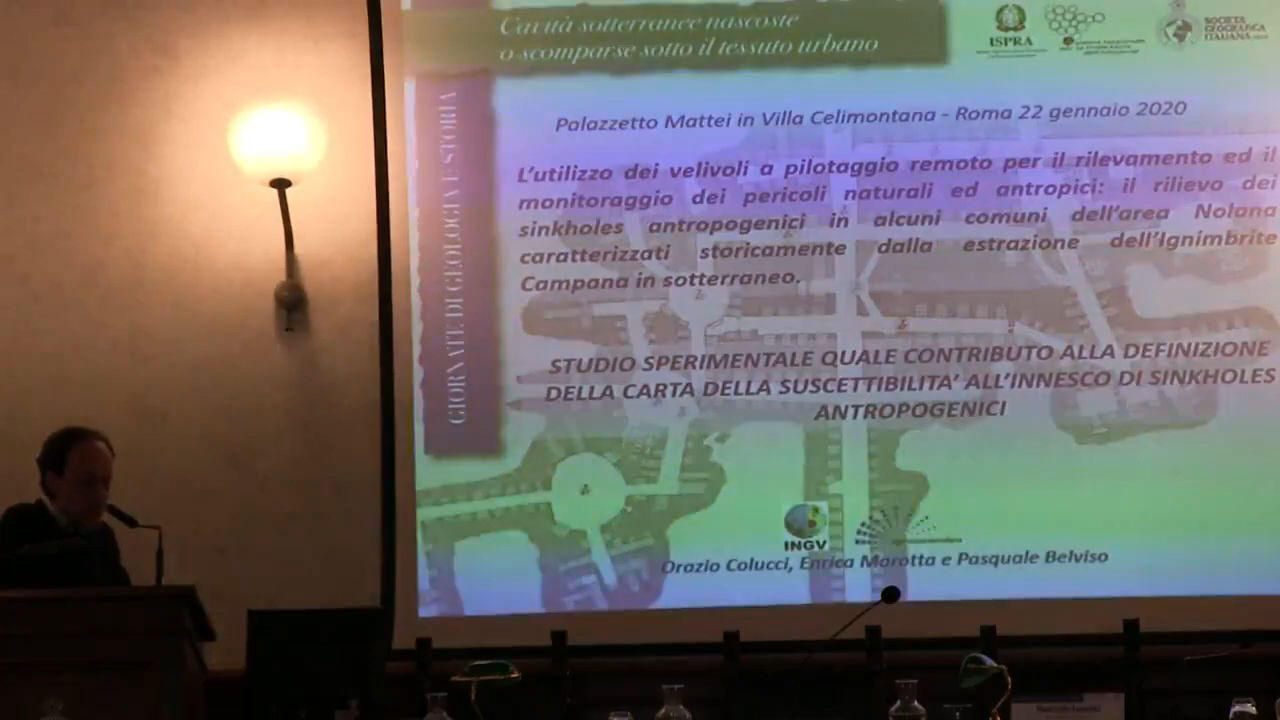 Cavità sotterranee nascoste
o scomparse sotto il tessuto urbano
ISPRA
SOCIETÀ
GEOGRAFICA
ITALIANA
GIORNATE DI GEOLOGIA E STORIA
Palazzetto Mattei in Villa Celimontana - Roma 22 gennaio 2020
L'utilizzo dei velivoli a pilotaggio remoto per il rilevamento ed il
monitoraggio dei pericoli naturali ed antropici: il rilievo dei
sinkholes antropogenici in alcuni comuni dell'area Nolana
caratterizzati storicamente dalla estrazione dell'Ignimbrite
Campana in sotterraneo.
STUDIO SPERIMENTALE QUALE CONTRIBUTO ALLA DEFINIZIONE
DELLA CARTA DELLA SUSCETTIBILITA' ALL'INNESCO DI SINKHOLES
ANTROPOGENICI
INGV
Orazio Colucci, Enrica Marotta e Pasquale Belviso